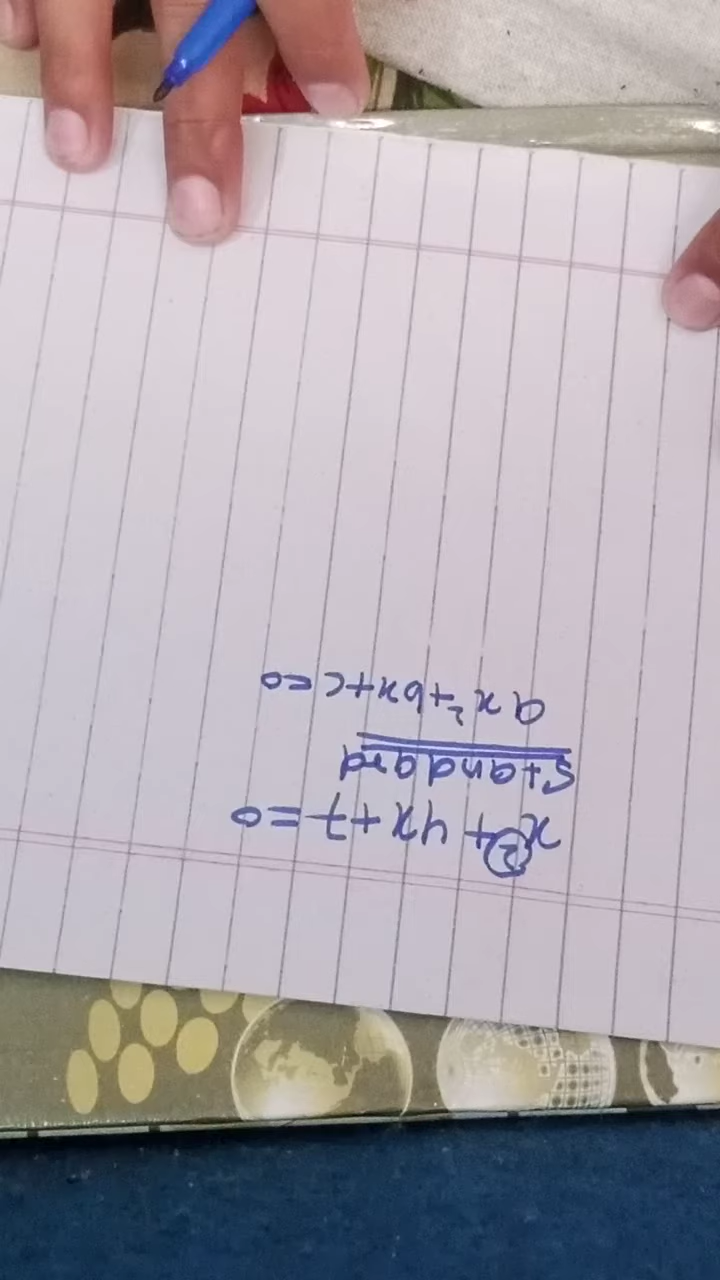 x² + 4x + 7 = 0
Standard
ax² + bx + c = 0